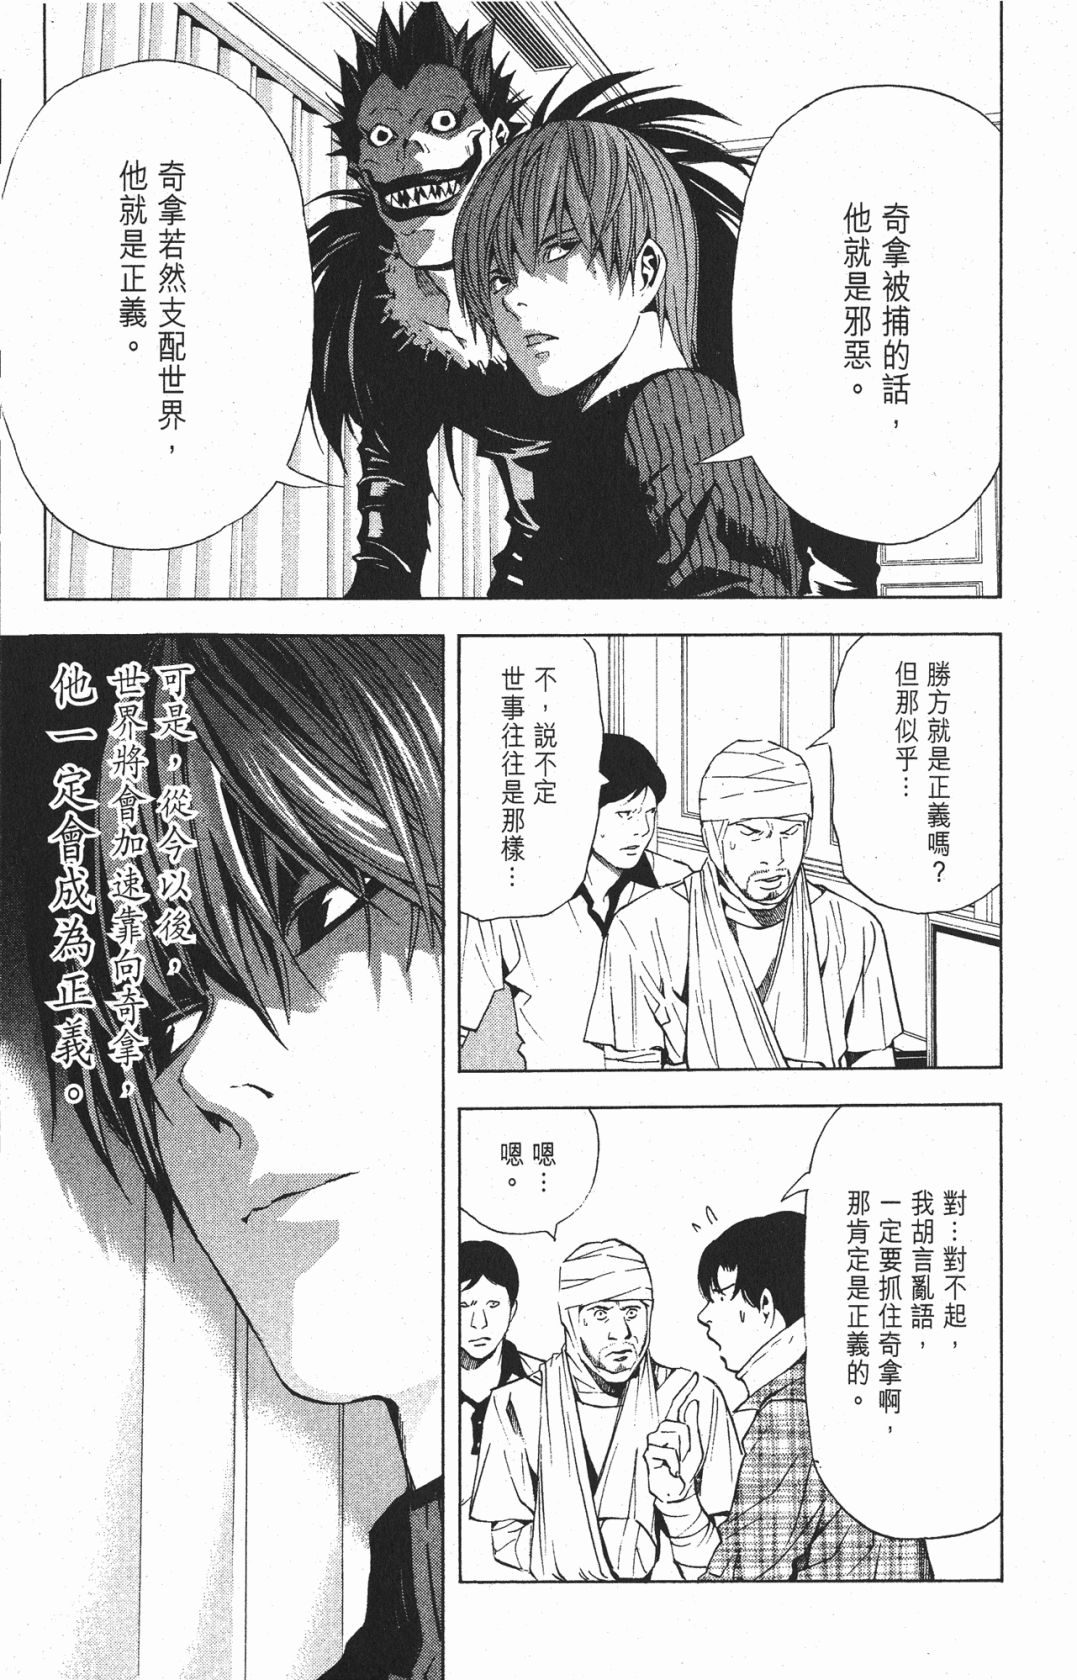 奇拿被捕的話，
他就是邪惡。
奇拿若然支配世界，
他就是正義。
勝方就是正義嗎？
但那似乎…
不，説不定
世事往往是那樣…
對…對不起，
我胡言亂語，
一定要抓住奇拿啊，
那肯定是正義的。
嗯…
嗯。
可是，從今以後，
世界將會加速靠向奇拿，
他一定會成為正義。